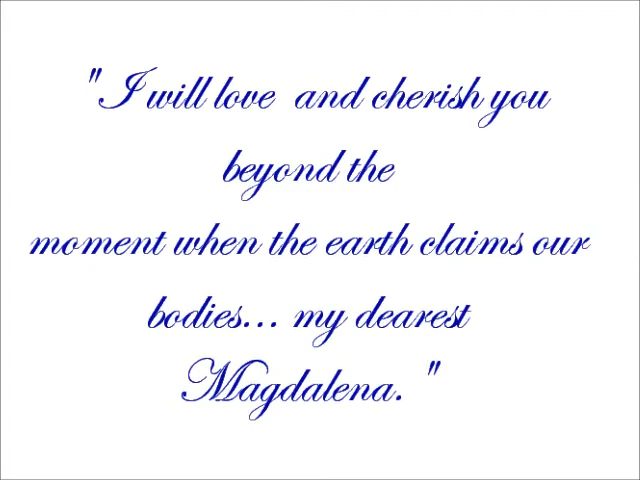 "I will love and cherish you
beyond the
moment when the earth claims our
bodies... my dearest
Magdalena. "